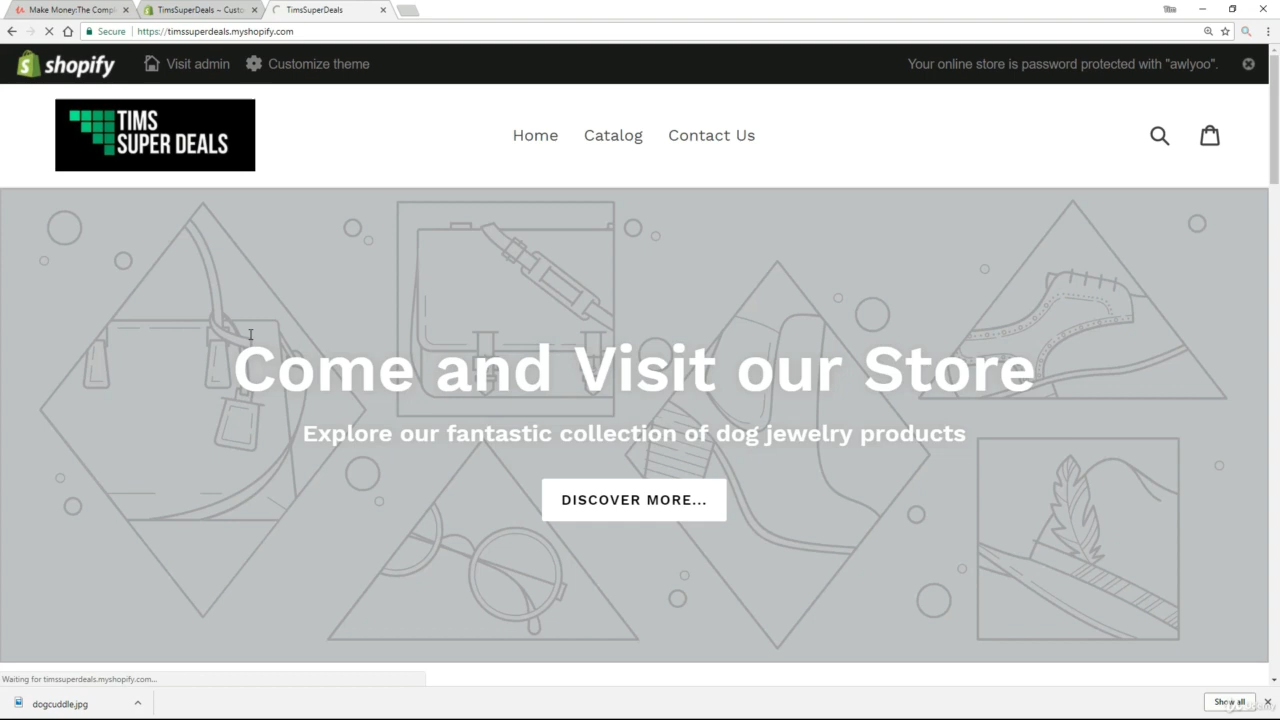 Make Money:The Compl
TimsSuperDeals ~ Custo
TimsSuperDeals
Tim
Secure
https://timssuperdeals.myshopify.com
shopify
Visit admin
Customize theme
Your online store is password protected with "awlyoo".
TIMS
SUPER DEALS
Home
Catalog
Contact Us
Come and Visit our Store
Explore our fantastic collection of dog jewelry products
DISCOVER MORE...
Waiting for timssuperdeals.myshopify.com...
dogcuddle.jpg
Show all